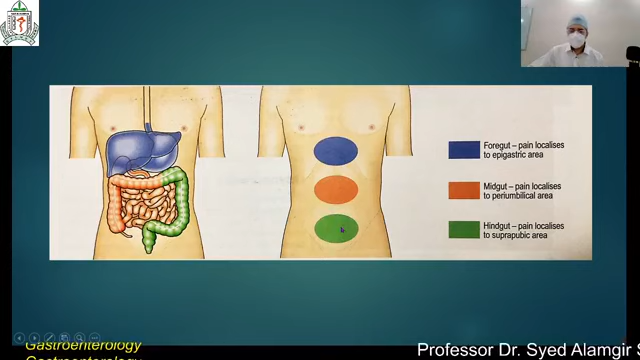 Foregut – pain localises
to epigastric area
Midgut – pain localises
to periumbilical area
Hindgut – pain localises
to suprapubic area
Gastroenterology
Gastroenterology
Professor Dr. Syed Alamgir S